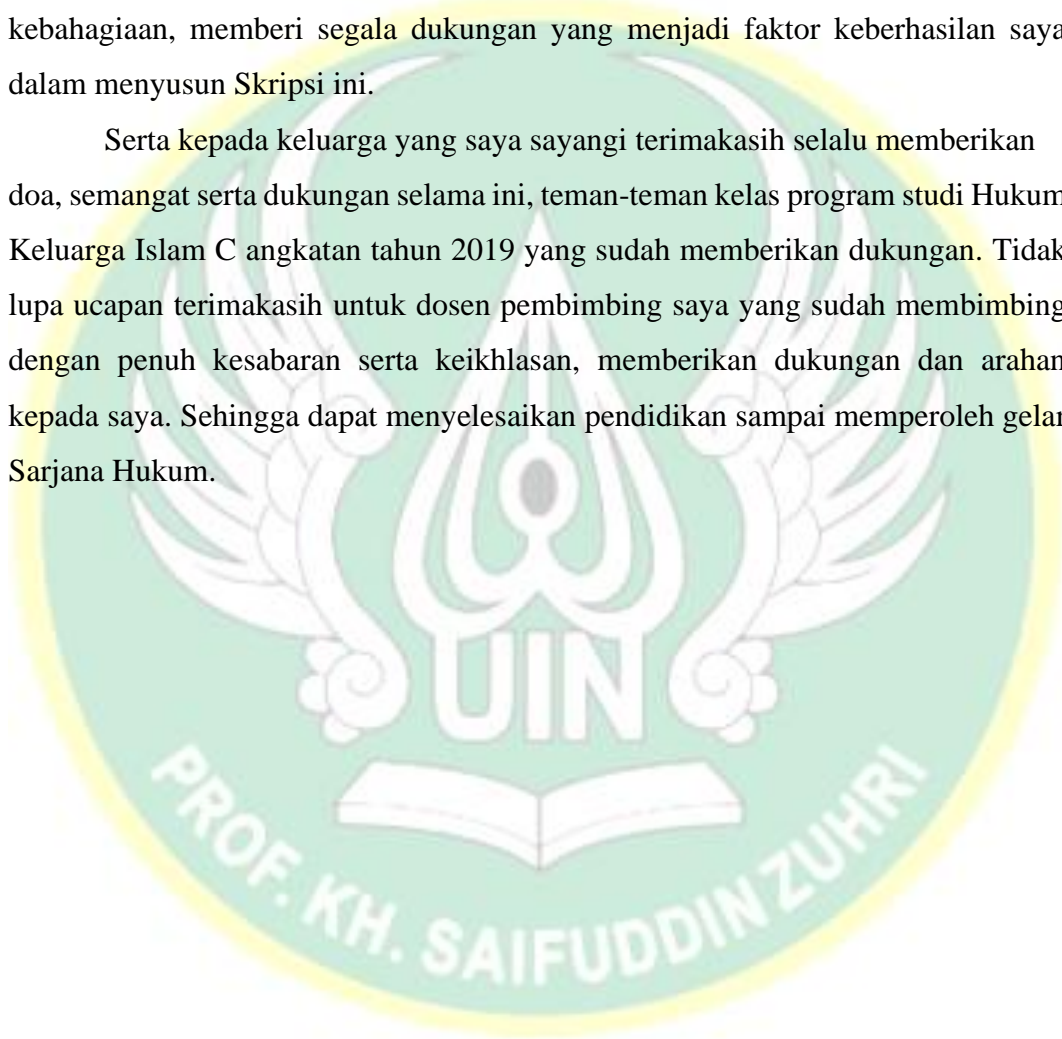 kebahagiaan, memberi segala dukungan yang menjadi faktor keberhasilan saya
dalam menyusun Skripsi ini.
Serta kepada keluarga yang saya sayangi terimakasih selalu memberikan
doa, semangat serta dukungan selama ini, teman-teman kelas program studi Hukum
Keluarga Islam C angkatan tahun 2019 yang sudah memberikan dukungan. Tidak
lupa ucapan terimakasih untuk dosen pembimbing saya yang sudah membimbing
dengan penuh kesabaran serta keikhlasan, memberikan dukungan dan arahan
kepada saya. Sehingga dapat menyelesaikan pendidikan sampai memperoleh gelar
Sarjana Hukum.
UIN
PROF. KH. SAIFUDDIN ZUHRI